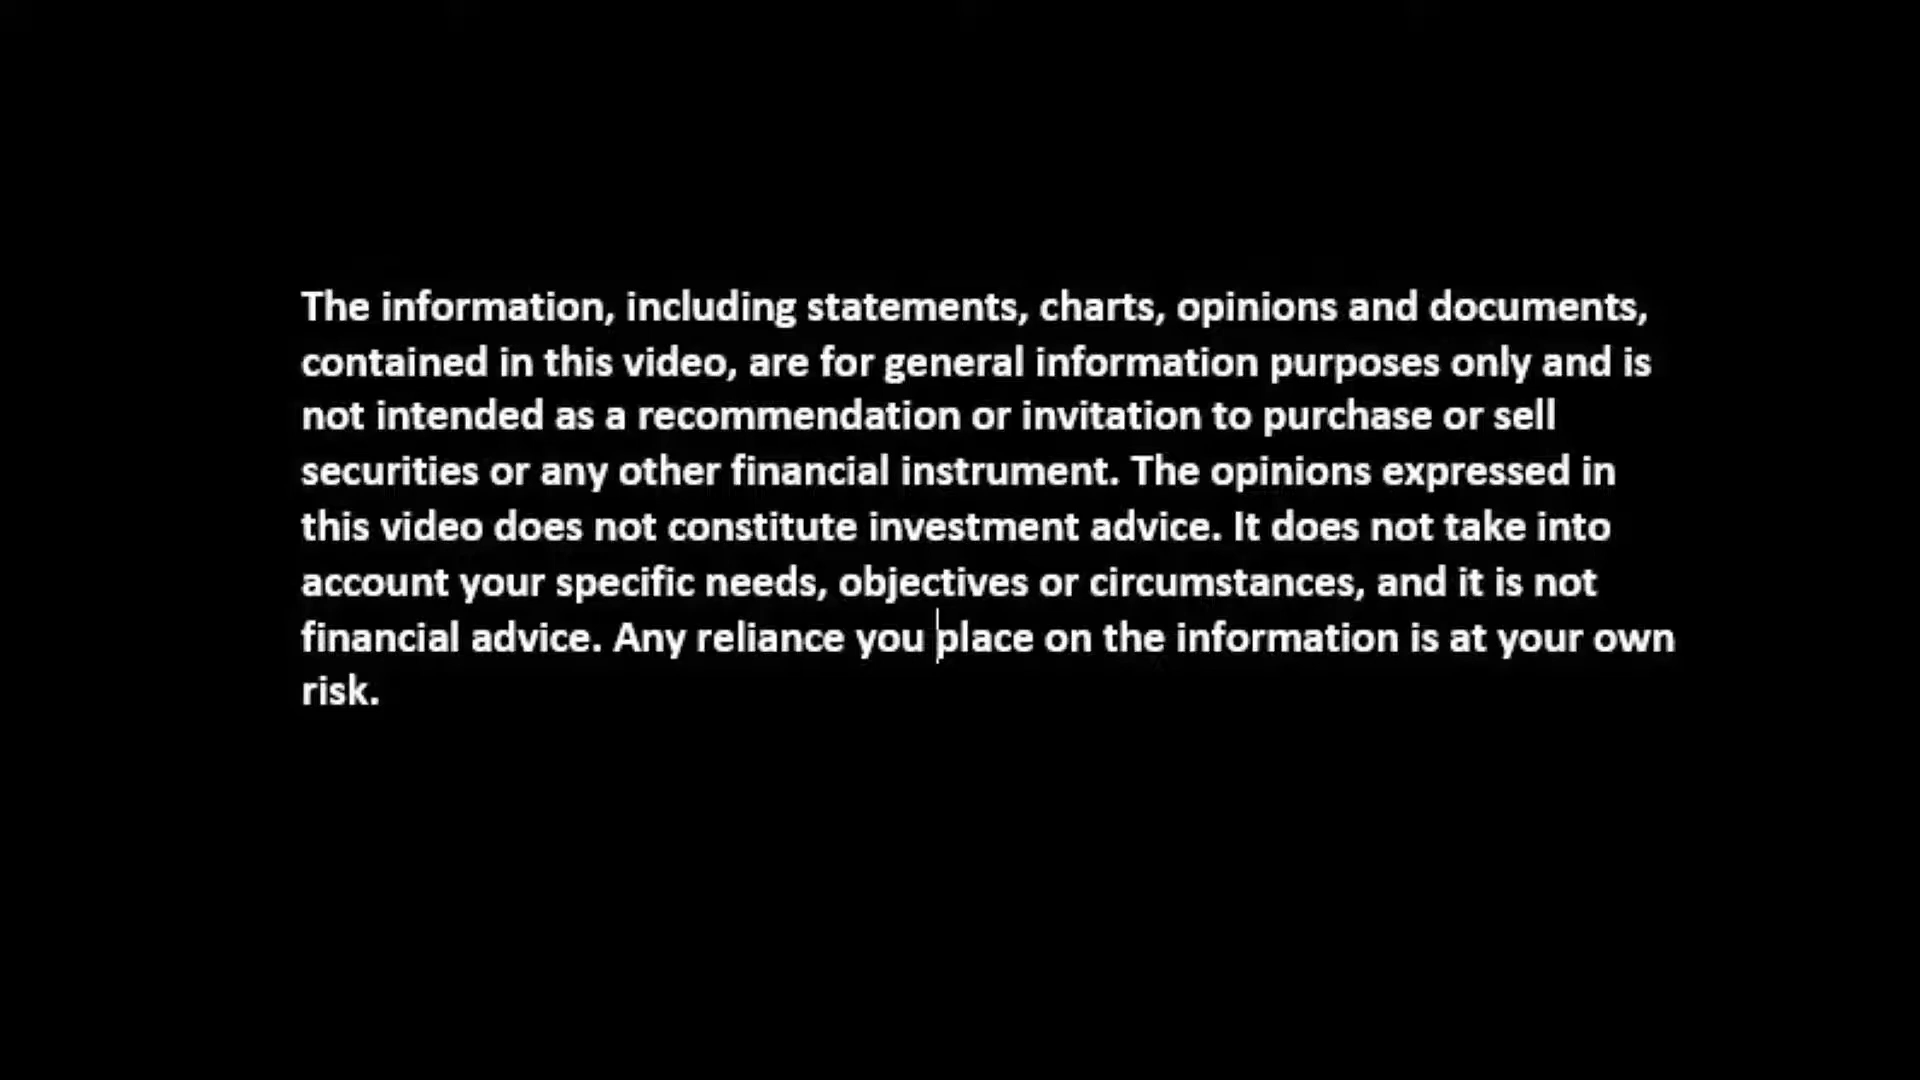 The information, including statements, charts, opinions and documents,
contained in this video, are for general information purposes only and is
not intended as a recommendation or invitation to purchase or sell
securities or any other financial instrument. The opinions expressed in
this video does not constitute investment advice. It does not take into
account your specific needs, objectives or circumstances, and it is not
financial advice. Any reliance you place on the information is at your own
risk.